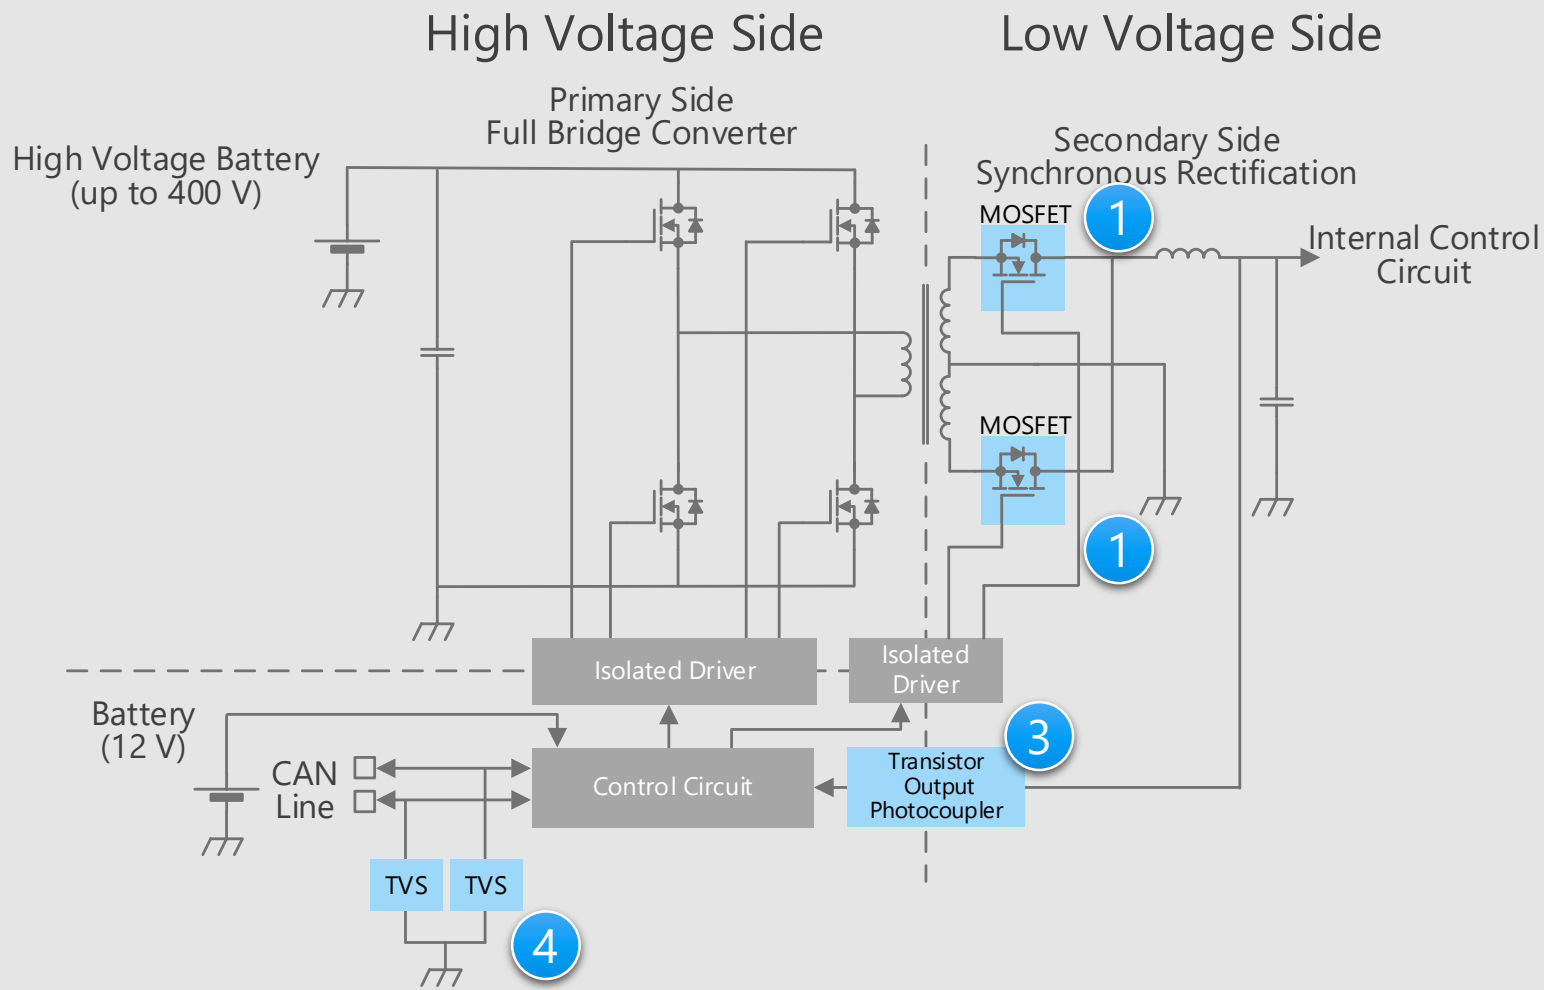 High Voltage Side
Low Voltage Side
Primary Side
Full Bridge Converter
High Voltage Battery
(up to 400 V)
Secondary Side
Synchronous Rectification
MOSFET
1
Internal Control
Circuit
MOSFET
1
Isolated Driver
Isolated
Driver
Battery
(12 V)
CAN
Line
Control Circuit
Transistor
Output
Photocoupler
3
TVS
TVS
4